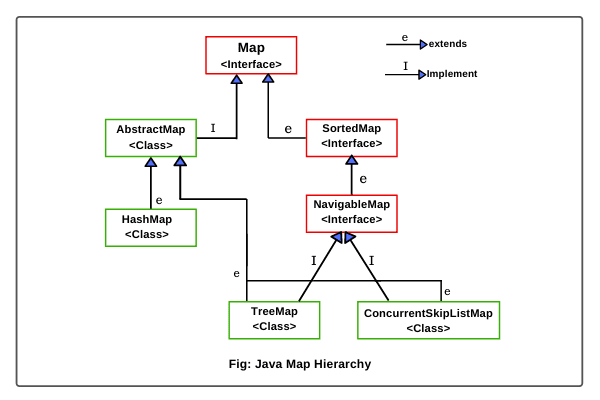 Map
<Interface>
e
extends
I
Implement
AbstractMap
<Class>
I
e
SortedMap
<Interface>
e
e
HashMap
<Class>
NavigableMap
<Interface>
I
I
e
e
TreeMap
<Class>
ConcurrentSkipListMap
<Class>
Fig: Java Map Hierarchy